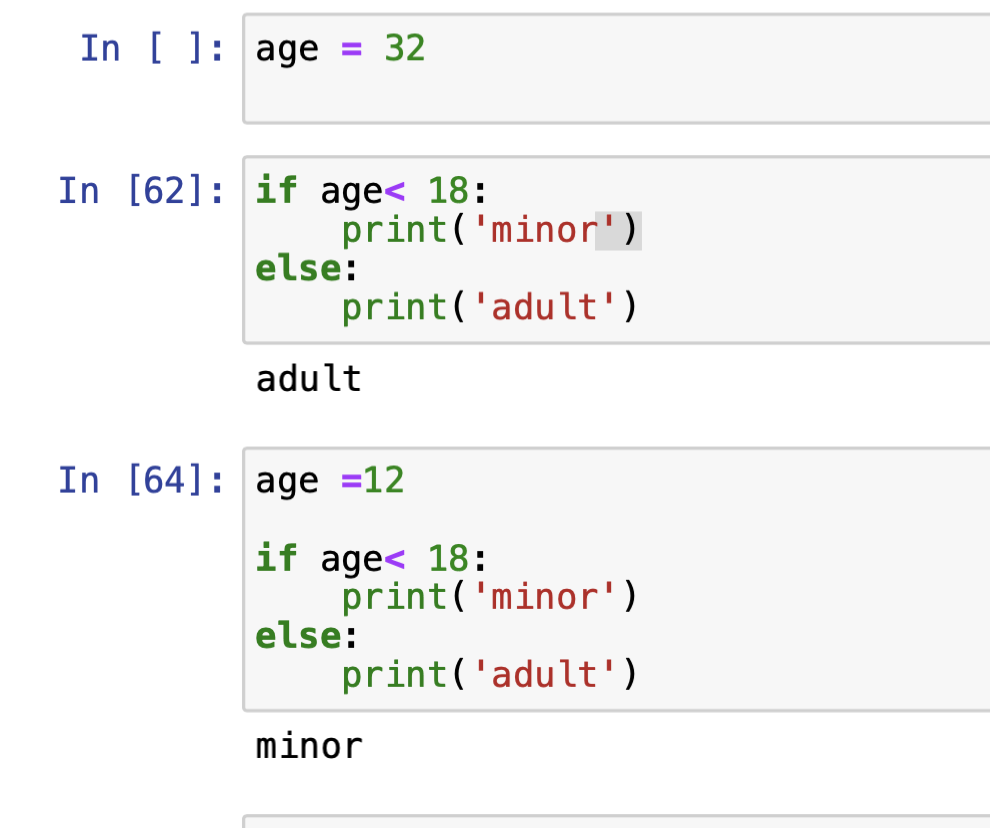 In [ ]: age = 32
In [62]: if age< 18:
    print('minor')
else:
    print('adult')
adult
In [64]: age =12
if age< 18:
    print('minor')
else:
    print('adult')
minor